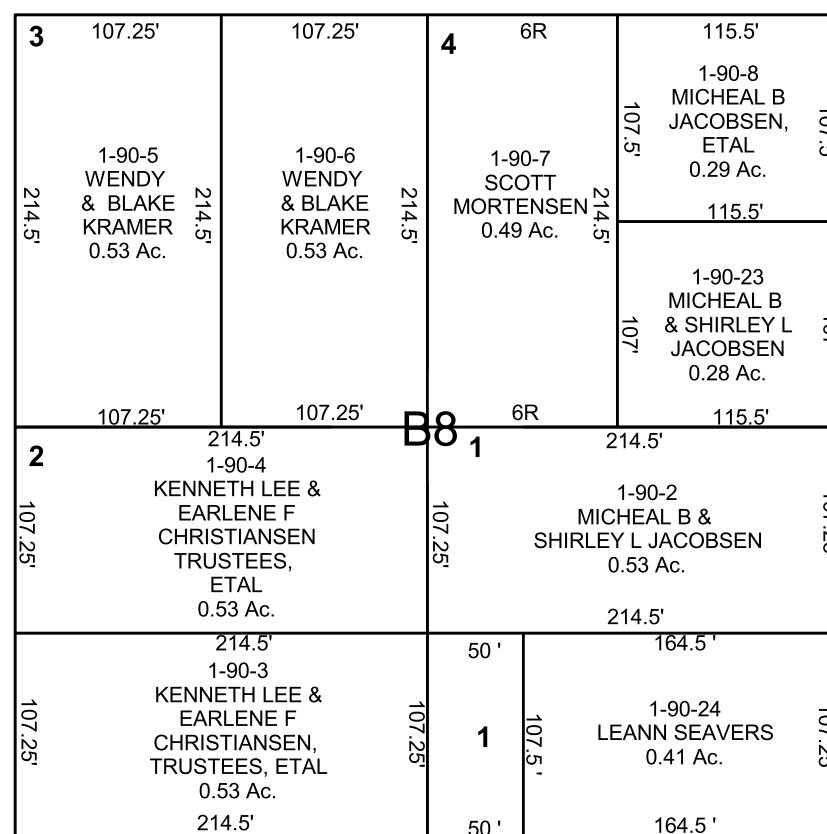 3
107.25'
107.25'
4
6R
115.5'
1-90-5
WENDY
& BLAKE
KRAMER
0.53 Ac.
214.5'
214.5'
1-90-6
WENDY
& BLAKE
KRAMER
0.53 Ac.
214.5'
1-90-7
SCOTT
MORTENSEN
0.49 Ac.
214.5'
1-90-8
MICHEAL B
JACOBSEN,
ETAL
0.29 Ac.
107.5'
107.5
115.5'
1-90-23
MICHEAL B
& SHIRLEY L
JACOBSEN
0.28 Ac.
107'
107.25'
107.25'
6R
115.5'
B8
2
214.5'
1-90-4
KENNETH LEE &
EARLENE F
CHRISTIANSEN
TRUSTEES,
ETAL
0.53 Ac.
107.25'
107.25'
1
214.5'
1-90-2
MICHEAL B &
SHIRLEY L JACOBSEN
0.53 Ac.
214.5'
214.5'
1-90-3
KENNETH LEE &
EARLENE F
CHRISTIANSEN,
TRUSTEES, ETAL
0.53 Ac.
107.25'
107.25'
214.5'
50 '
1
50 '
164.5 '
107.5 '
1-90-24
LEANN SEAVERS
0.41 Ac.
107.25'
164.5 '